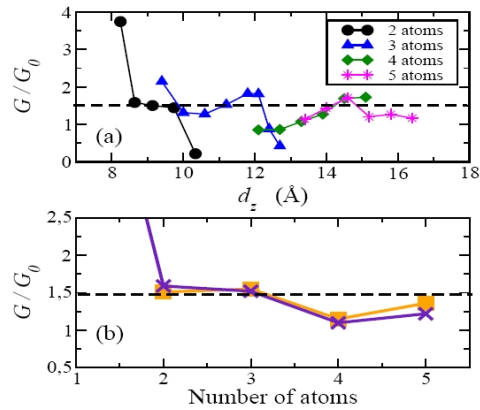 4
3
2
1
0
G / G0
2 atoms
3 atoms
4 atoms
5 atoms
(a)
8 10 12 14 16 18
dz (Å)
2,5
2
1,5
1
0,5
G / G0
(b)
1 2 3 4 5
Number of atoms